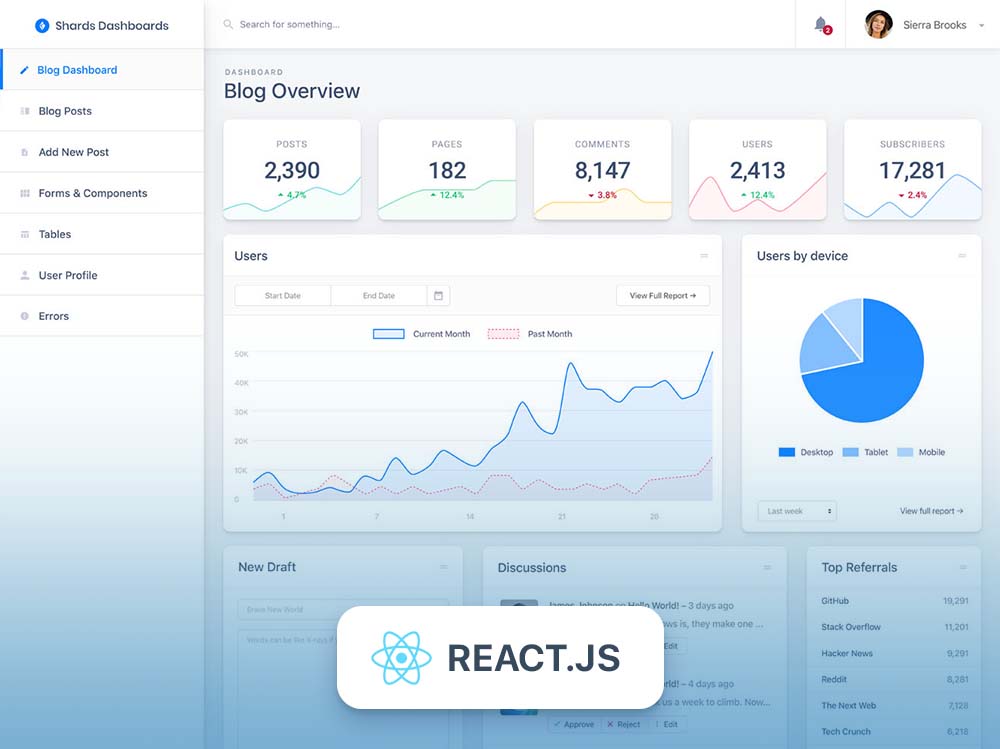 Shards Dashboards
Search for something...
2
Sierra Brooks
Blog Dashboard
Blog Posts
Add New Post
Forms & Components
Tables
User Profile
Errors
DASHBOARD
Blog Overview
POSTS
2,390
4.7%
PAGES
182
12.4%
COMMENTS
8,147
3.8%
USERS
2,413
12.4%
SUBSCRIBERS
17,281
2.4%
Users
Start Date End Date View Full Report →
Current Month Past Month
50K
40K
30K
20K
10K
0
1 7 14 21 28
Users by device
Desktop Tablet Mobile
Last week View full report →
New Draft
Brave New World
Words can be like X-rays if
Discussions
James Johnson on Hello World! – 3 days ago
ows is, they make one ...
Edit
rld! – 4 days ago
us a week to climb. Now...
Approve Reject Edit
Top Referrals
GitHub 19,291
Stack Overflow 11,201
Hacker News 9,291
Reddit 8,281
The Next Web 7,128
Tech Crunch 6,218
REACT.JS